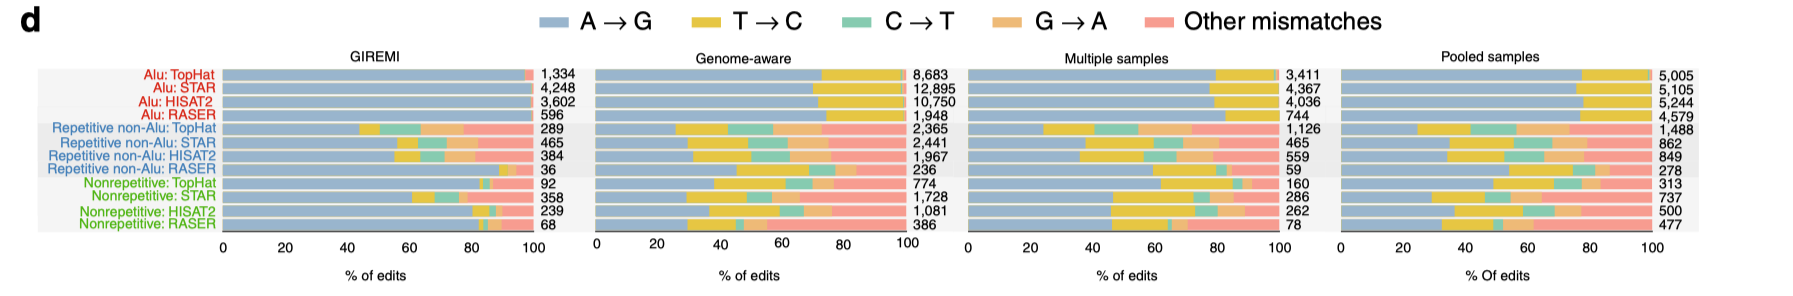 d
A → G T → C C → T G → A Other mismatches
GIREMI Genome-aware Multiple samples Pooled samples
Alu: TopHat 1,334 8,683 3,411 5,005
Alu: STAR 4,248 12,895 4,367 5,105
Alu: HISAT2 3,602 10,750 4,036 5,244
Alu: RASER 596 1,948 744 4,579
Repetitive non-Alu: TopHat 289 2,365 1,126 1,488
Repetitive non-Alu: STAR 465 2,441 465 862
Repetitive non-Alu: HISAT2 384 1,967 559 849
Repetitive non-Alu: RASER 36 236 59 278
Nonrepetitive: TopHat 92 774 160 313
Nonrepetitive: STAR 358 1,728 286 737
Nonrepetitive: HISAT2 239 1,081 262 500
Nonrepetitive: RASER 68 386 78 477
0 20 40 60 80 100 0 20 40 60 80 100 0 20 40 60 80 100 0 20 40 60 80 100
% of edits % of edits % of edits % Of edits